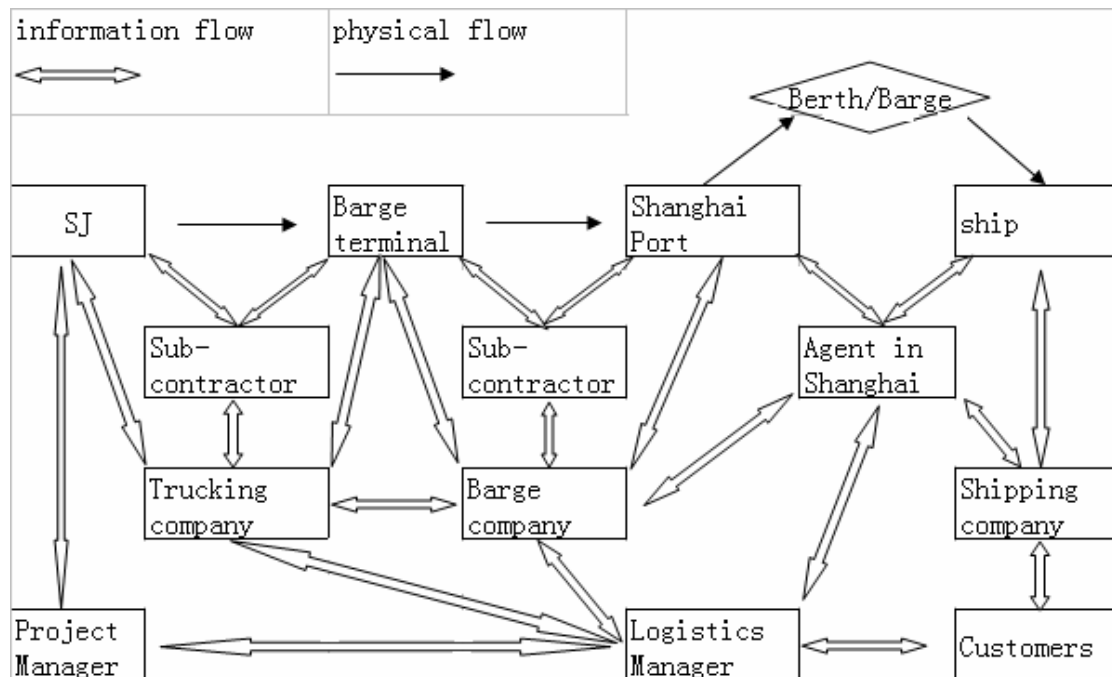 information flow
physical flow
Berth/Barge
SJ
Barge
terminal
Shanghai
Port
ship
Sub-
contractor
Sub-
contractor
Agent in
Shanghai
Trucking
company
Barge
company
Shipping
company
Project
Manager
Logistics
Manager
Customers